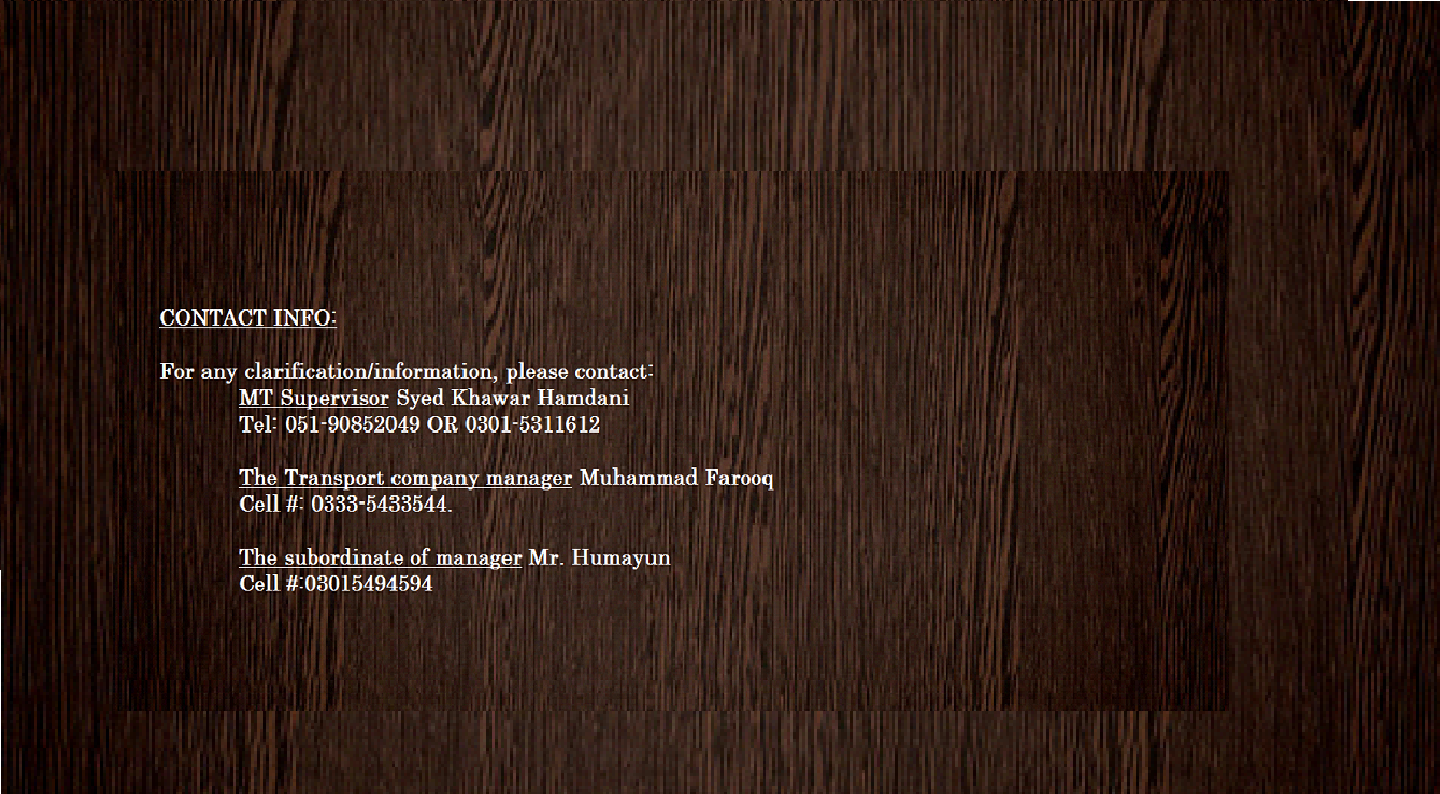 CONTACT INFO:
For any clarification/information, please contact:
MT Supervisor Syed Khawar Hamdani
Tel: 051-90852049 OR 0301-5311612
The Transport company manager Muhammad Farooq
Cell #: 0333-5433544.
The subordinate of manager Mr. Humayun
Cell #:03015494594